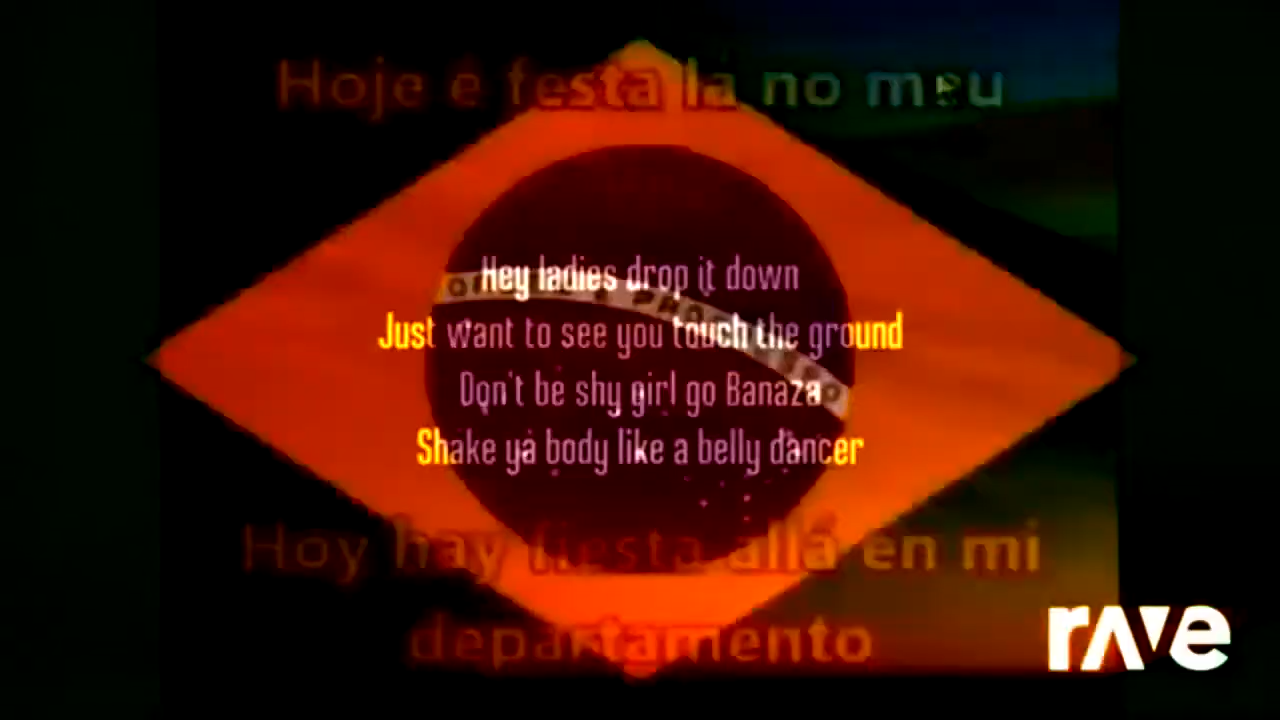 Hoje é festa lá no meu
Hey ladies drop it down
Just want to see you touch the ground
Don't be shy girl go Banaza
Shake ya body like a belly dancer
Hoy hay fiesta allá en mi
departamento
rave